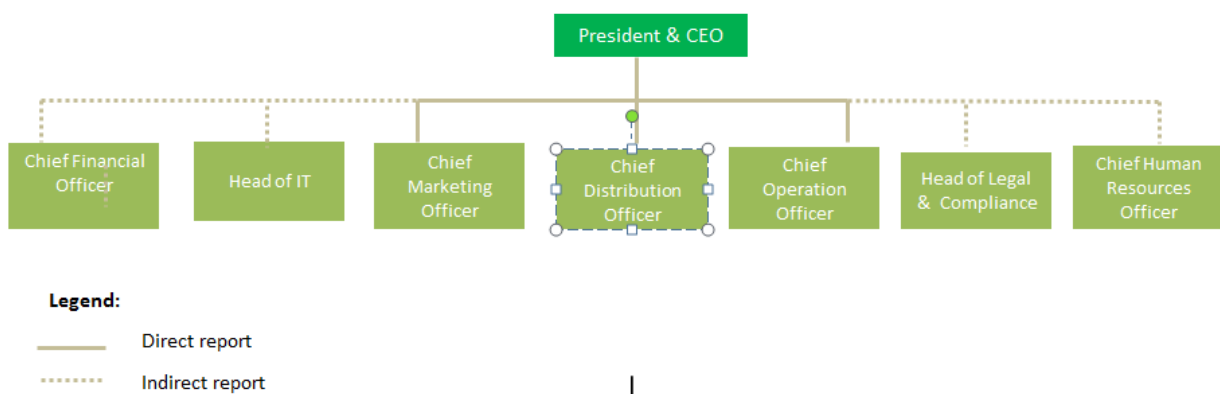 President & CEO
Chief Financial
Officer
Head of IT
Chief
Marketing
Officer
Chief
Distribution
Officer
Chief
Operation
Officer
Head of Legal
& Compliance
Chief Human
Resources
Officer
Legend:
Direct report
Indirect report